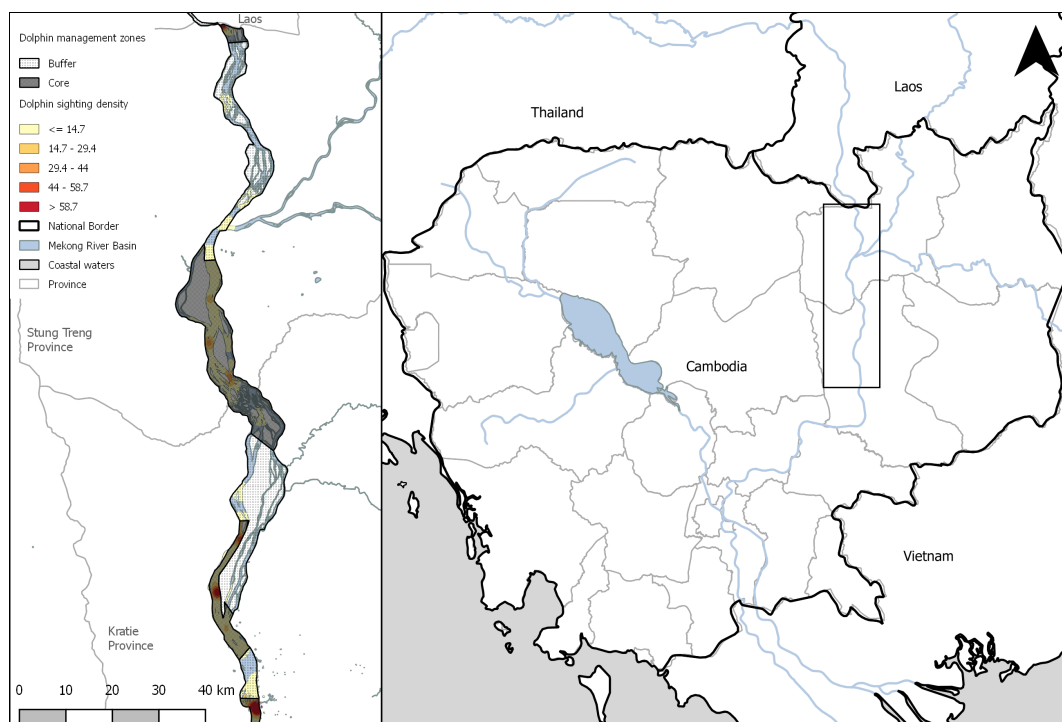 Laos
Dolphin management zones
Buffer
Core
Dolphin sighting density
<= 14.7
14.7 - 29.4
29.4 - 44
44 - 58.7
> 58.7
National Border
Mekong River Basin
Coastal waters
Province
Stung Treng
Province
Kratie
Province
0 10 20 30 40 km
Thailand
Laos
Cambodia
Vietnam